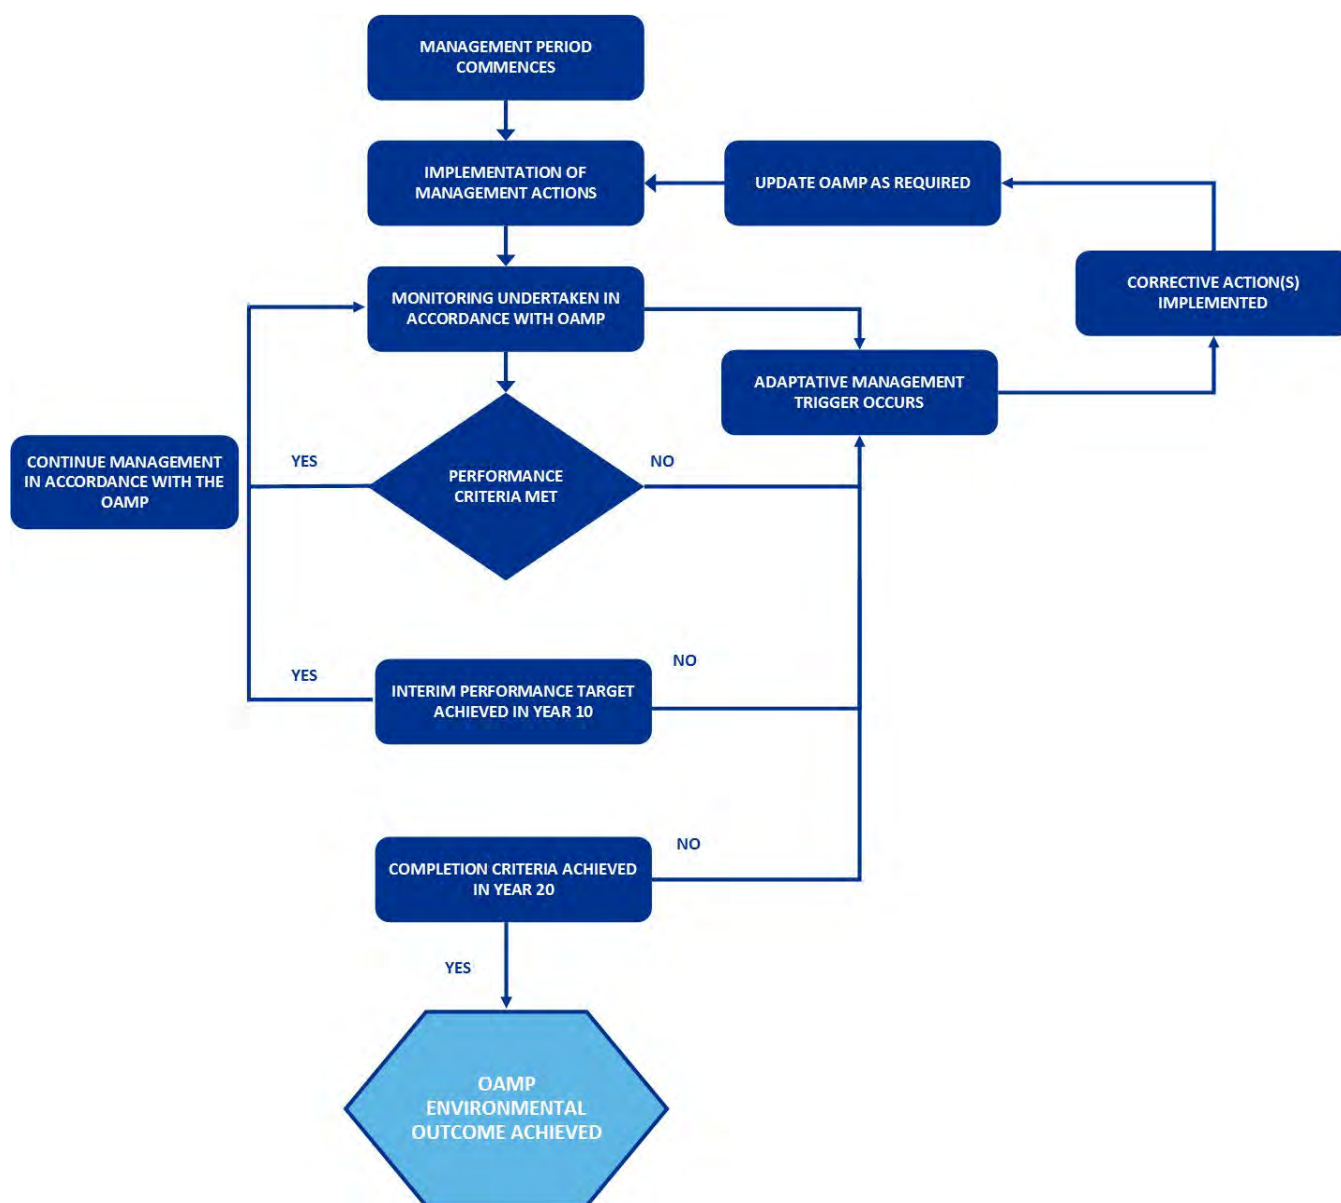 MANAGEMENT PERIOD
COMMENCES
IMPLEMENTATION OF
MANAGEMENT ACTIONS
UPDATE OAMP AS REQUIRED
CORRECTIVE ACTION(S)
IMPLEMENTED
MONITORING UNDERTAKEN IN
ACCORDANCE WITH OAMP
ADAPTATIVE MANAGEMENT
TRIGGER OCCURS
CONTINUE MANAGEMENT
IN ACCORDANCE WITH THE
OAMP
YES
PERFORMANCE
CRITERIA MET
NO
YES
INTERIM PERFORMANCE TARGET
ACHIEVED IN YEAR 10
NO
COMPLETION CRITERIA ACHIEVED
IN YEAR 20
NO
YES
OAMP
ENVIRONMENTAL
OUTCOME ACHIEVED